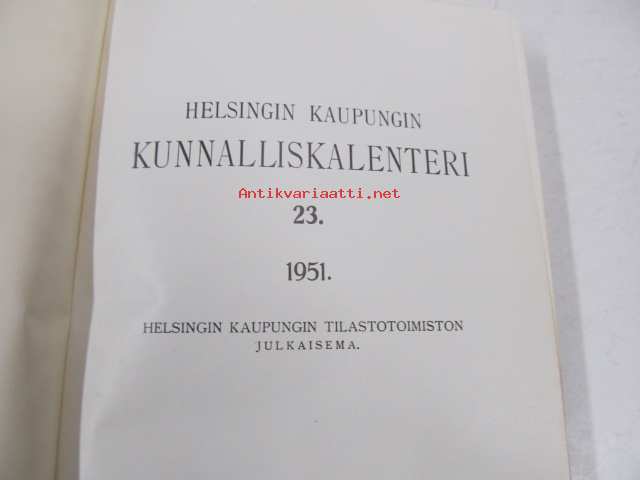 HELSINGIN KAUPUNGIN
KUNNALLISKALENTERI
Antikvariaatti.net
23.
1951.
HELSINGIN KAUPUNGIN TILASTOTOIMISTON
JULKAISEMA.